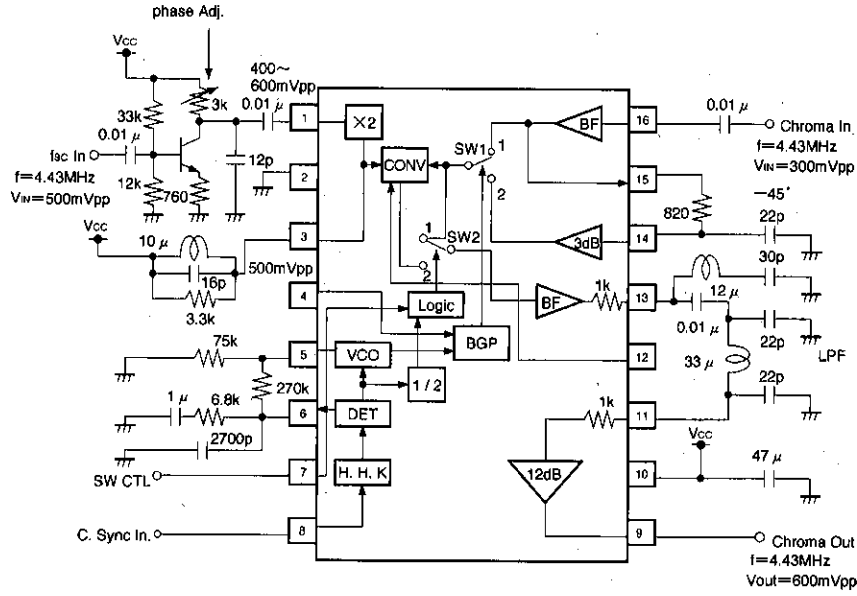 phase Adj.
Vcc
400～
600mVpp
33k
3k
0.01 μ
0.01 μ
fsc In
f=4.43MHz
VIN=500mVpp
12k
760
12p
Vcc
10 μ
16p
500mVpp
3.3k
75k
270k
1 μ
6.8k
2700p
SW CTL
C. Sync In.
1
2
3
4
5
6
7
8
×2
CONV
SW1
1
2
1
SW2
2
Logic
VCO
BGP
1/2
DET
H. H. K
BF
3dB
BF
1k
1k
12dB
16
15
14
13
12
11
10
9
0.01 μ
Chroma In.
f=4.43MHz
VIN=300mVpp
820
−45°
22p
30p
12 μ
0.01 μ
22p
LPF
33 μ
22p
Vcc
47 μ
Chroma Out
f=4.43MHz
Vout=600mVpp